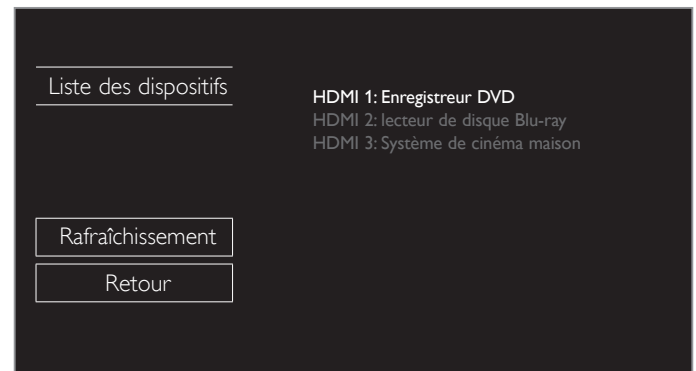 Liste des dispositifs
HDMI 1: Enregistreur DVD
HDMI 2: lecteur de disque Blu-ray
HDMI 3: Système de cinéma maison
Rafraîchissement
Retour